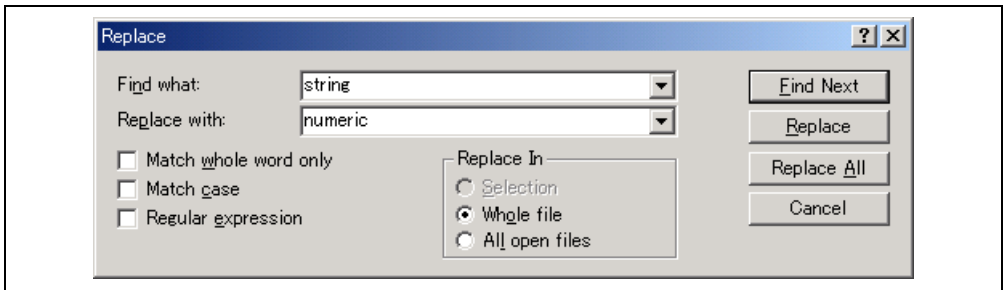 Replace
Find what:
string
Find Next
Replace with:
numeric
Replace
Match whole word only
Replace In
Replace All
Match case
Selection
Regular expression
Whole file
Cancel
All open files